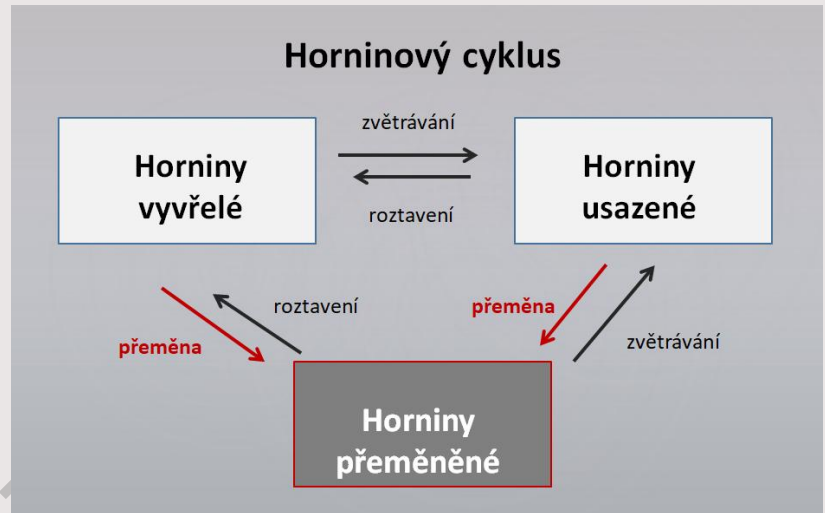 Horninový cyklus
zvětrávání
Horniny
vyvřelé
Horniny
usazené
roztavení
roztavení
přeměna
přeměna
zvětrávání
Horniny
přeměněné